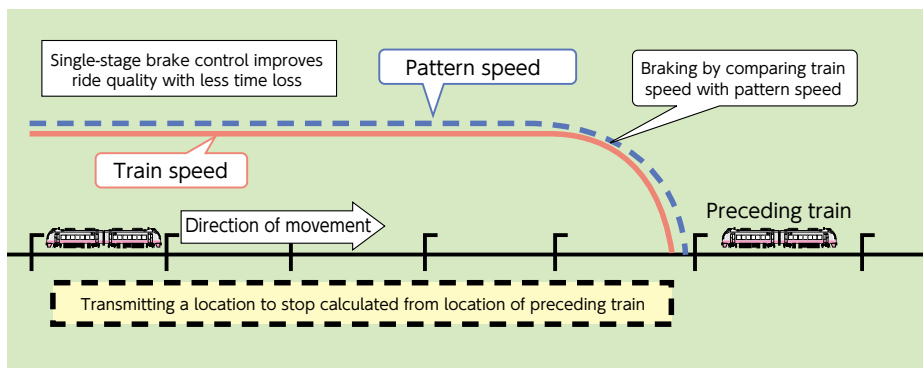 Single-stage brake control improves
ride quality with less time loss
Pattern speed
Braking by comparing train
speed with pattern speed
Train speed
Direction of movement
Preceding train
Transmitting a location to stop calculated from location of preceding train